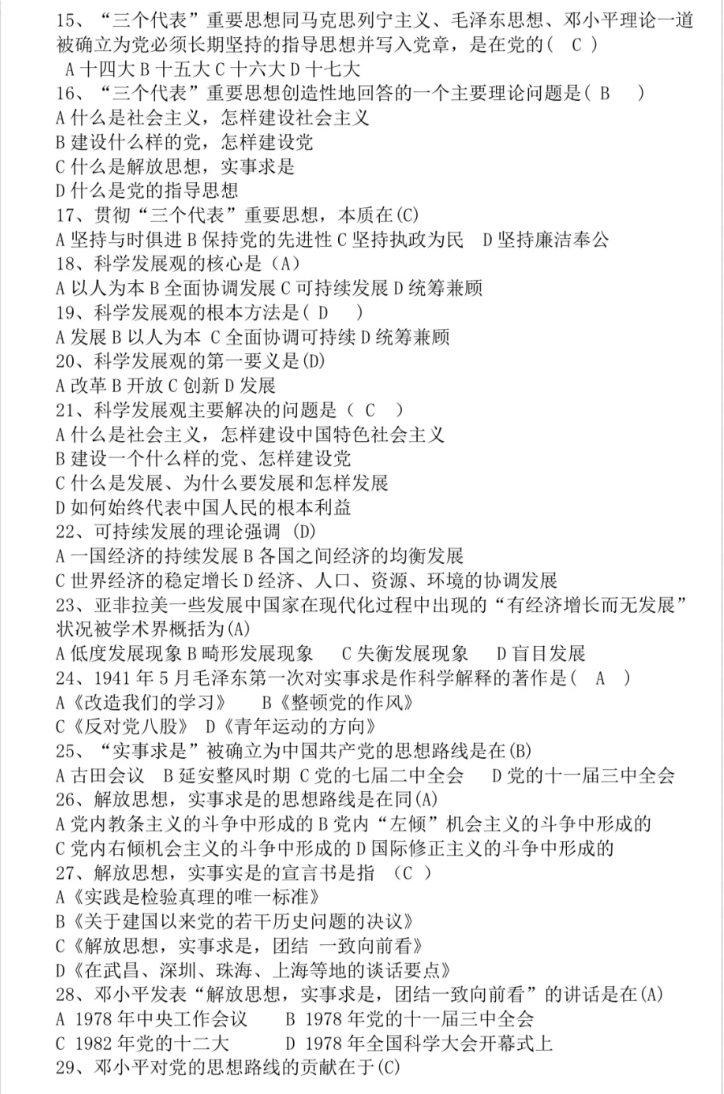 15、“三个代表”重要思想同马克思列宁主义、毛泽东思想、邓小平理论一道
被确立为党必须长期坚持的指导思想并写入党章，是在党的( C )
A 十四大 B 十五大 C 十六大 D 十七大
16、“三个代表”重要思想创造性地回答的一个主要理论问题是( B )
A 什么是社会主义，怎样建设社会主义
B 建设什么样的党，怎样建设党
C 什么是解放思想，实事求是
D 什么是党的指导思想
17、贯彻“三个代表”重要思想，本质在(C)
A 坚持与时俱进 B 保持党的先进性 C 坚持执政为民 D 坚持廉洁奉公
18、科学发展观的核心是（A）
A 以人为本 B 全面协调发展 C 可持续发展 D 统筹兼顾
19、科学发展观的根本方法是( D )
A 发展 B 以人为本 C 全面协调可持续 D 统筹兼顾
20、科学发展观的第一要义是(D)
A 改革 B 开放 C 创新 D 发展
21、科学发展观主要解决的问题是（ C ）
A 什么是社会主义，怎样建设中国特色社会主义
B 建设一个什么样的党、怎样建设党
C 什么是发展、为什么要发展和怎样发展
D 如何始终代表中国人民的根本利益
22、可持续发展的理论强调 (D)
A 一国经济的持续发展 B 各国之间经济的均衡发展
C 世界经济的稳定增长 D 经济、人口、资源、环境的协调发展
23、亚非拉美一些发展中国家在现代化过程中出现的“有经济增长而无发展”
状况被学术界概括为(A)
A 低度发展现象 B 畸形发展现象 C 失衡发展现象 D 盲目发展
24、1941 年 5 月毛泽东第一次对实事求是作科学解释的著作是( A )
A《改造我们的学习》 B《整顿党的作风》
C《反对党八股》 D《青年运动的方向》
25、“实事求是”被确立为中国共产党的思想路线是在(B)
A 古田会议 B 延安整风时期 C 党的七届二中全会 D 党的十一届三中全会
26、解放思想，实事求是的思想路线是在同(A)
A 党内教条主义的斗争中形成的 B 党内“左倾”机会主义的斗争中形成的
C 党内右倾机会主义的斗争中形成的 D 国际修正主义的斗争中形成的
27、解放思想，实事实是的宣言书是指 （C ）
A《实践是检验真理的唯一标准》
B《关于建国以来党的若干历史问题的决议》
C《解放思想，实事求是，团结 一致向前看》
D《在武昌、深圳、珠海、上海等地的谈话要点》
28、邓小平发表“解放思想，实事求是，团结一致向前看”的讲话是在(A)
A 1978 年中央工作会议 B 1978 年党的十一届三中全会
C 1982 年党的十二大 D 1978 年全国科学大会开幕式上
29、邓小平对党的思想路线的贡献在于(C)